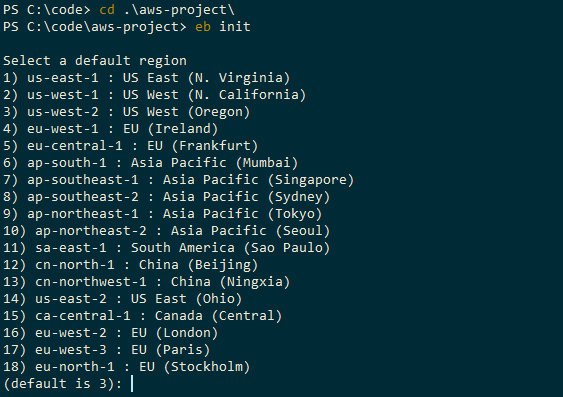 PS C:\code> cd .\aws-project\
PS C:\code\aws-project> eb init
Select a default region
1) us-east-1 : US East (N. Virginia)
2) us-west-1 : US West (N. California)
3) us-west-2 : US West (Oregon)
4) eu-west-1 : EU (Ireland)
5) eu-central-1 : EU (Frankfurt)
6) ap-south-1 : Asia Pacific (Mumbai)
7) ap-southeast-1 : Asia Pacific (Singapore)
8) ap-southeast-2 : Asia Pacific (Sydney)
9) ap-northeast-1 : Asia Pacific (Tokyo)
10) ap-northeast-2 : Asia Pacific (Seoul)
11) sa-east-1 : South America (Sao Paulo)
12) cn-north-1 : China (Beijing)
13) cn-northwest-1 : China (Ningxia)
14) us-east-2 : US East (Ohio)
15) ca-central-1 : Canada (Central)
16) eu-west-2 : EU (London)
17) eu-west-3 : EU (Paris)
18) eu-north-1 : EU (Stockholm)
(default is 3):